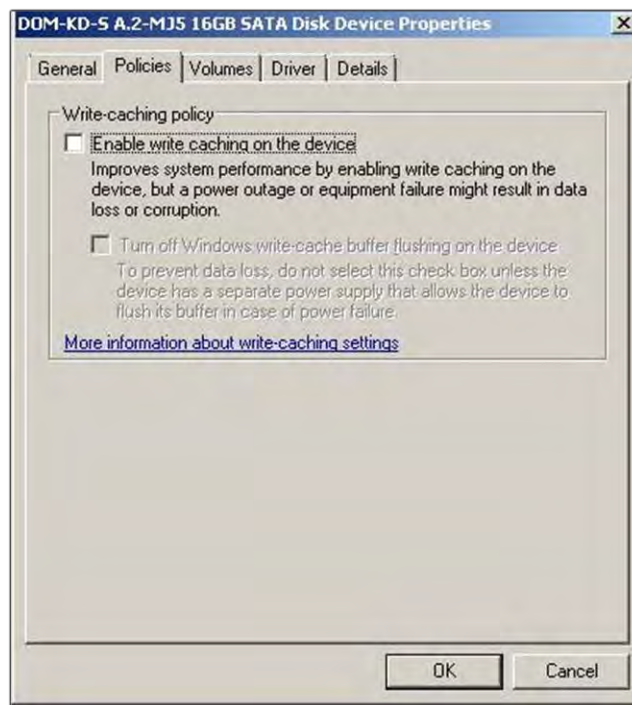 DOM-KD-S A.2-MJ5 16GB SATA Disk Device Properties
General Policies Volumes Driver Details
Write-caching policy
Enable write caching on the device
Improves system performance by enabling write caching on the
device, but a power outage or equipment failure might result in data
loss or corruption.
Turn off Windows write-cache buffer flushing on the device
To prevent data loss, do not select this check box unless the
device has a separate power supply that allows the device to
flush its buffer in case of power failure.
More information about write-caching settings
OK Cancel